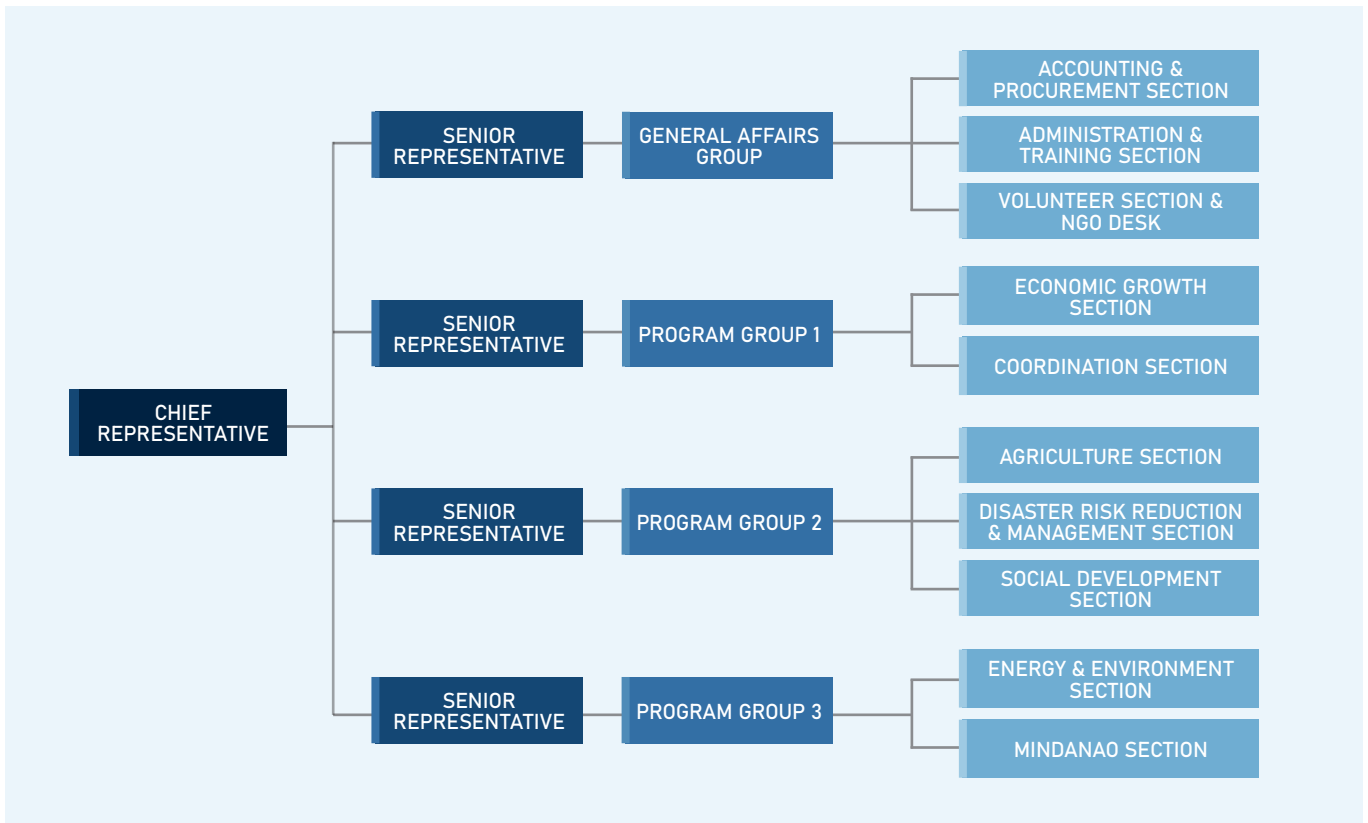 CHIEF
REPRESENTATIVE
SENIOR
REPRESENTATIVE
GENERAL AFFAIRS
GROUP
ACCOUNTING &
PROCUREMENT SECTION
ADMINISTRATION &
TRAINING SECTION
VOLUNTEER SECTION &
NGO DESK
SENIOR
REPRESENTATIVE
PROGRAM GROUP 1
ECONOMIC GROWTH
SECTION
COORDINATION SECTION
SENIOR
REPRESENTATIVE
PROGRAM GROUP 2
AGRICULTURE SECTION
DISASTER RISK REDUCTION
& MANAGEMENT SECTION
SOCIAL DEVELOPMENT
SECTION
SENIOR
REPRESENTATIVE
PROGRAM GROUP 3
ENERGY & ENVIRONMENT
SECTION
MINDANAO SECTION